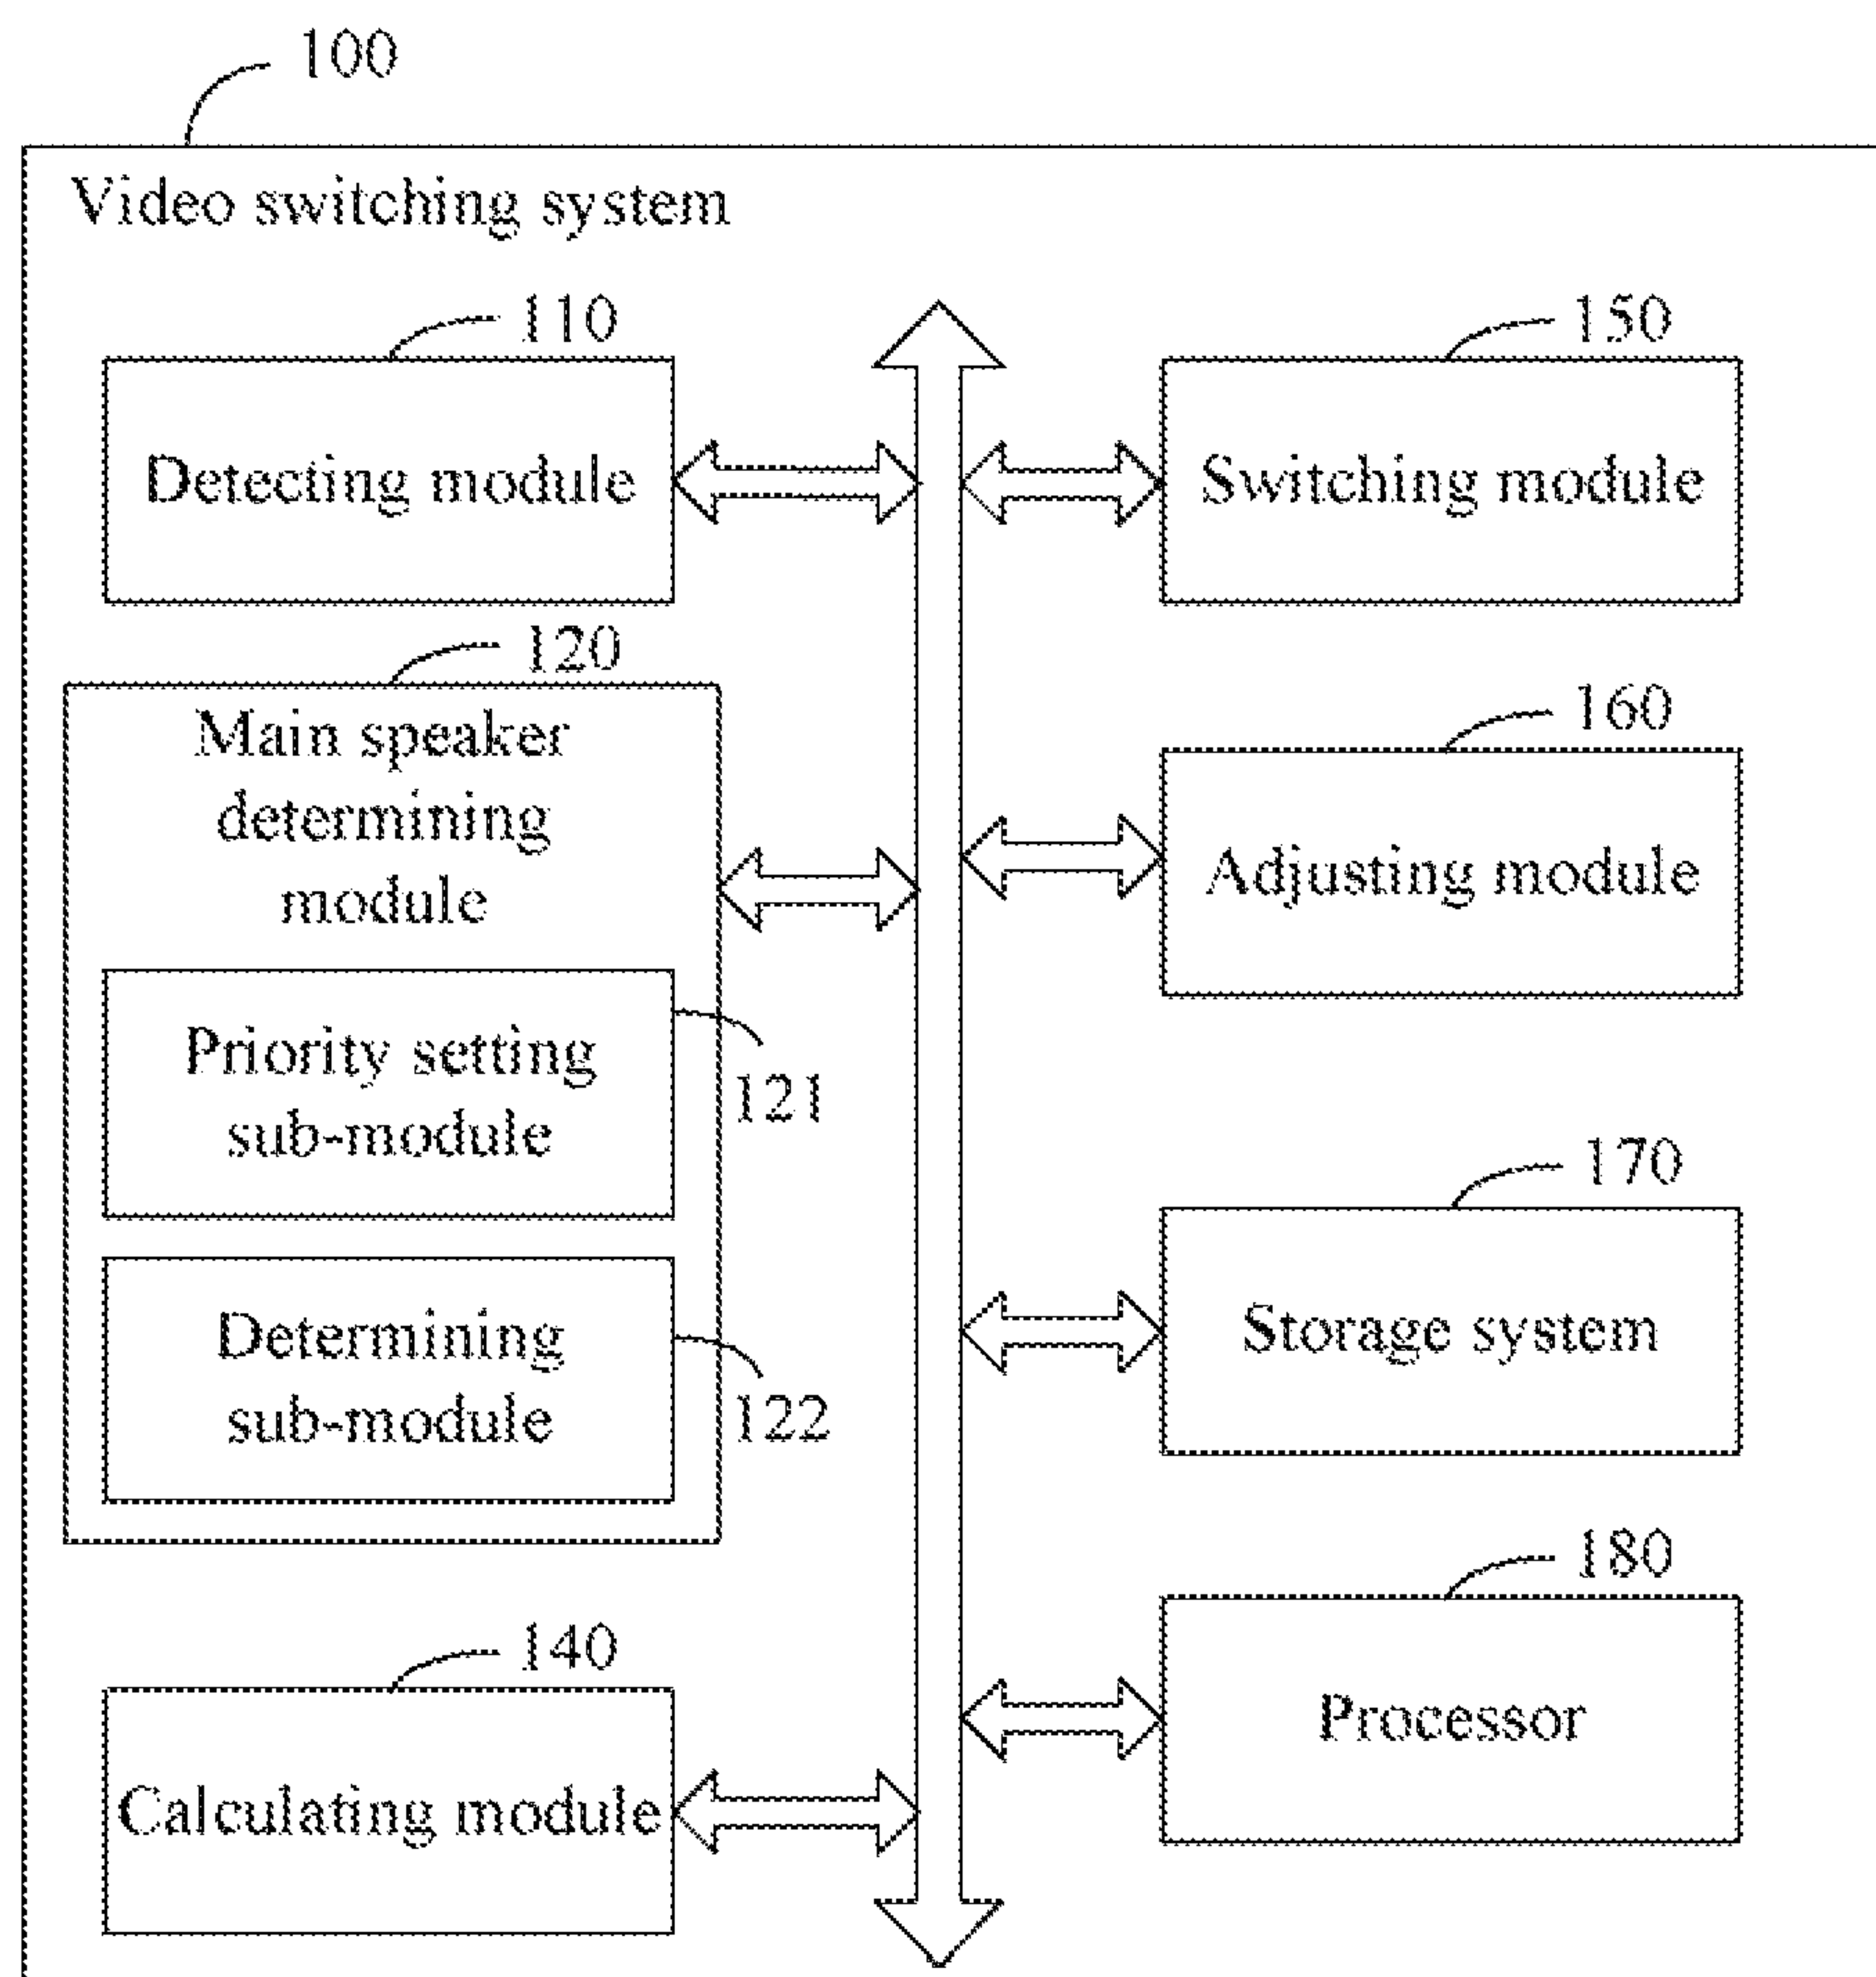 100
Video switching system
110
Detecting module
120
Main speaker
determining
module
Priority setting
sub-module
121
Determining
sub-module
122
140
Calculating module
150
Switching module
160
Adjusting module
170
Storage system
180
Processor